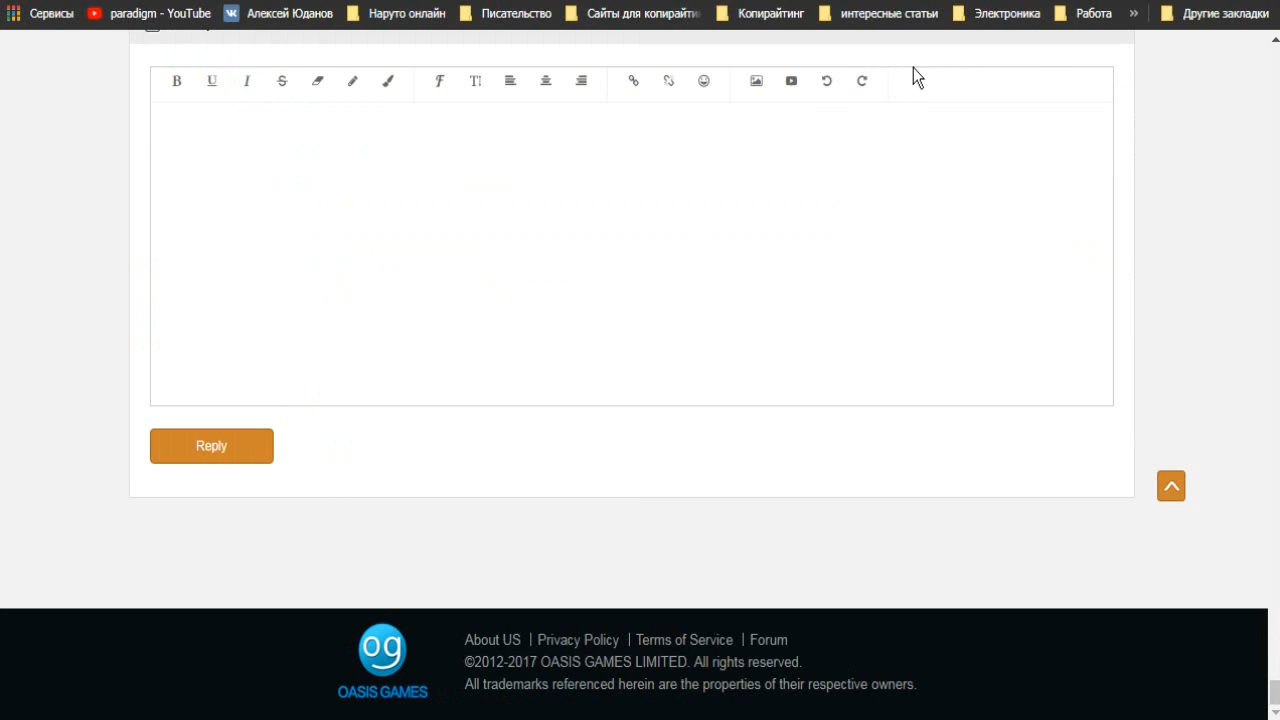 Сервисы paradigm - YouTube Алексей Юданов Наруто онлайн Писательство Сайты для копирайти Копирайтинг интересные статьи Электроника Работа » Другие закладки
B U I S T!
Reply
og
OASIS GAMES
About US | Privacy Policy | Terms of Service | Forum
©2012-2017 OASIS GAMES LIMITED. All rights reserved.
All trademarks referenced herein are the properties of their respective owners.